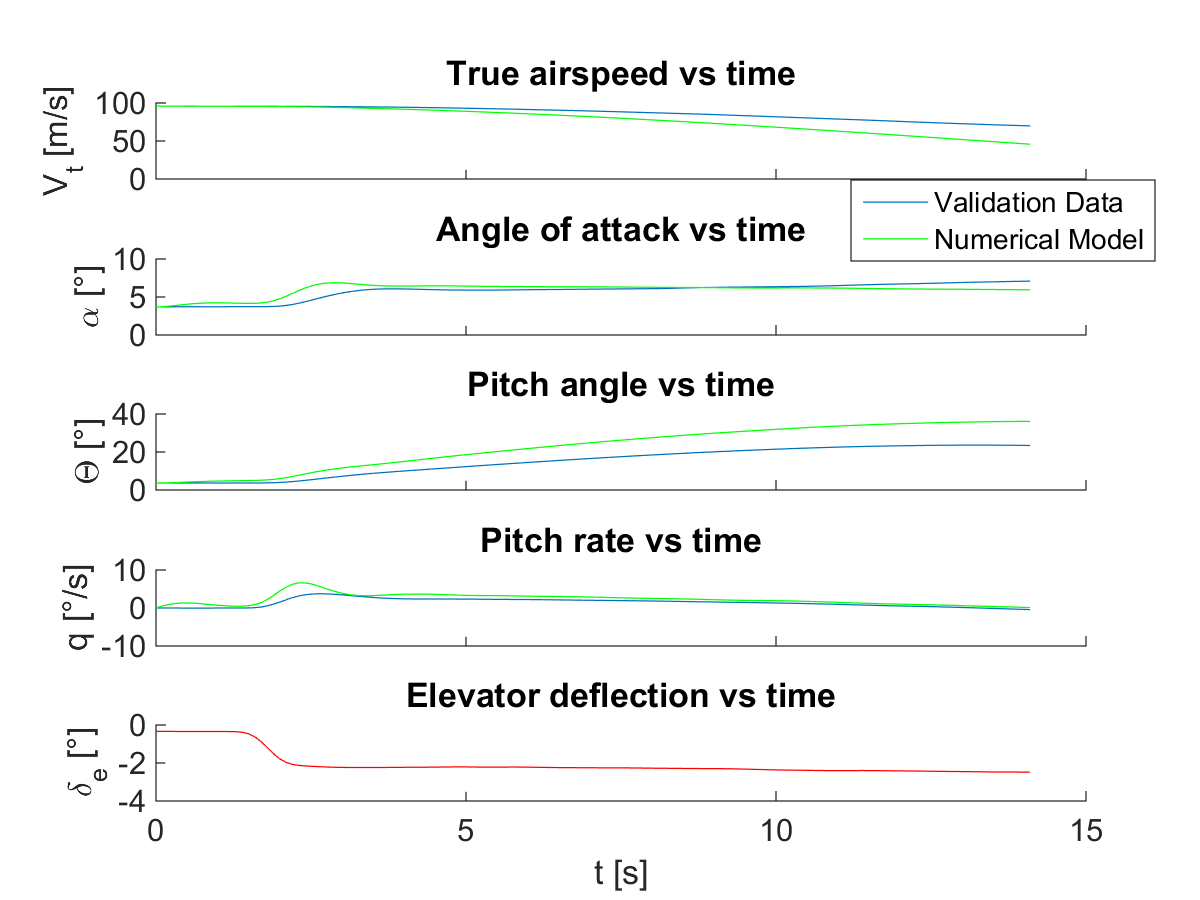 True airspeed vs time
V_t [m/s]
100
50
0
Validation Data
Numerical Model
Angle of attack vs time
α [°]
10
5
0
Pitch angle vs time
Θ [°]
40
20
0
Pitch rate vs time
q [°/s]
10
0
-10
Elevator deflection vs time
δ_e [°]
0
-2
-4
0 5 10 15
t [s]